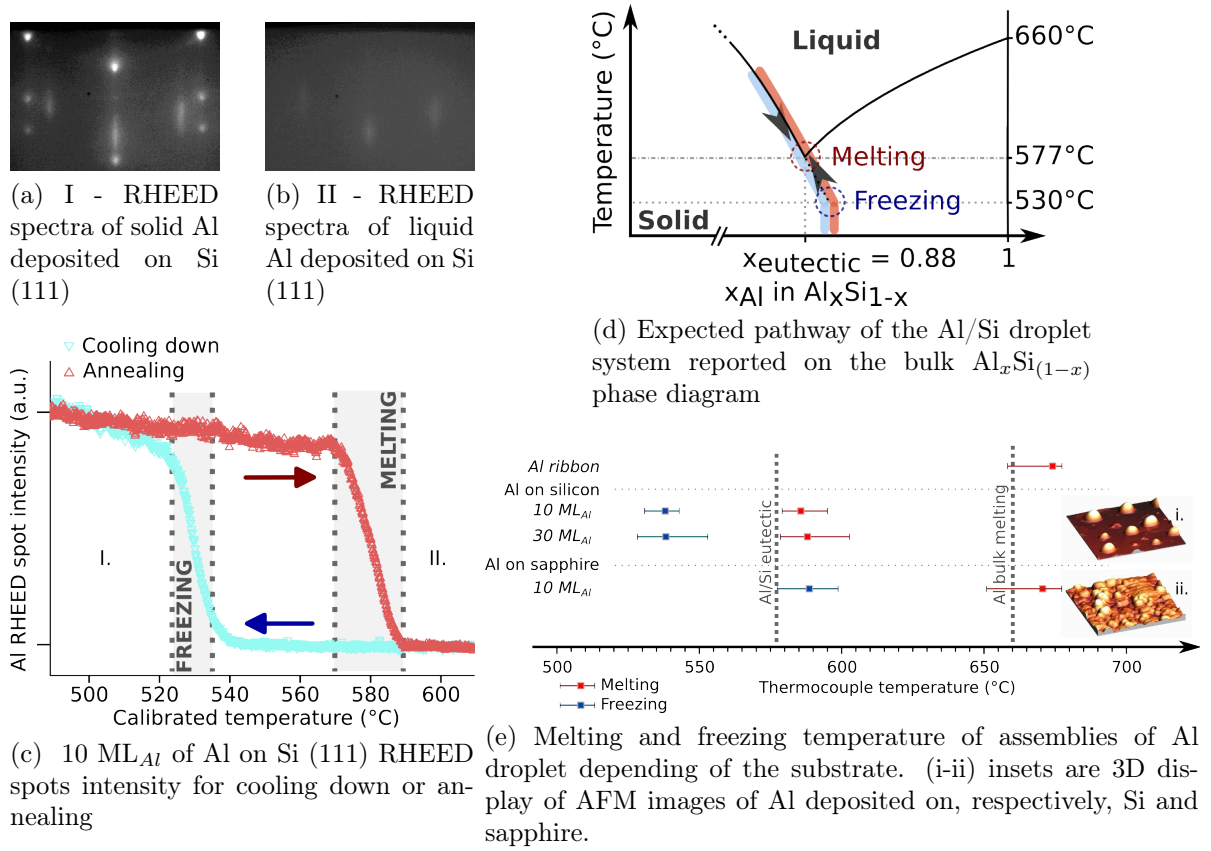 (a) I - RHEED
spectra of solid Al
deposited on Si
(111)
(b) II - RHEED
spectra of liquid
Al deposited on Si
(111)
Temperature (°C)
Liquid
Solid
Melting
Freezing
660°C
577°C
530°C
xeutectic = 0.88
1
xAl in AlxSi1-x
(d) Expected pathway of the Al/Si droplet
system reported on the bulk AlxSi(1−x)
phase diagram
Cooling down
Annealing
Al RHEED spot intensity (a.u.)
I.
FREEZING
MELTING
II.
500 520 540 560 580 600
Calibrated temperature (°C)
(c) 10 MLAl of Al on Si (111) RHEED
spots intensity for cooling down or an-
nealing
Al ribbon
Al on silicon
10 MLAl
30 MLAl
Al on sapphire
10 MLAl
Al/Si eutectic
Al bulk melting
i.
ii.
500 550 600 650 700
Thermocouple temperature (°C)
Melting
Freezing
(e) Melting and freezing temperature of assemblies of Al
droplet depending of the substrate. (i-ii) insets are 3D dis-
play of AFM images of Al deposited on, respectively, Si and
sapphire.